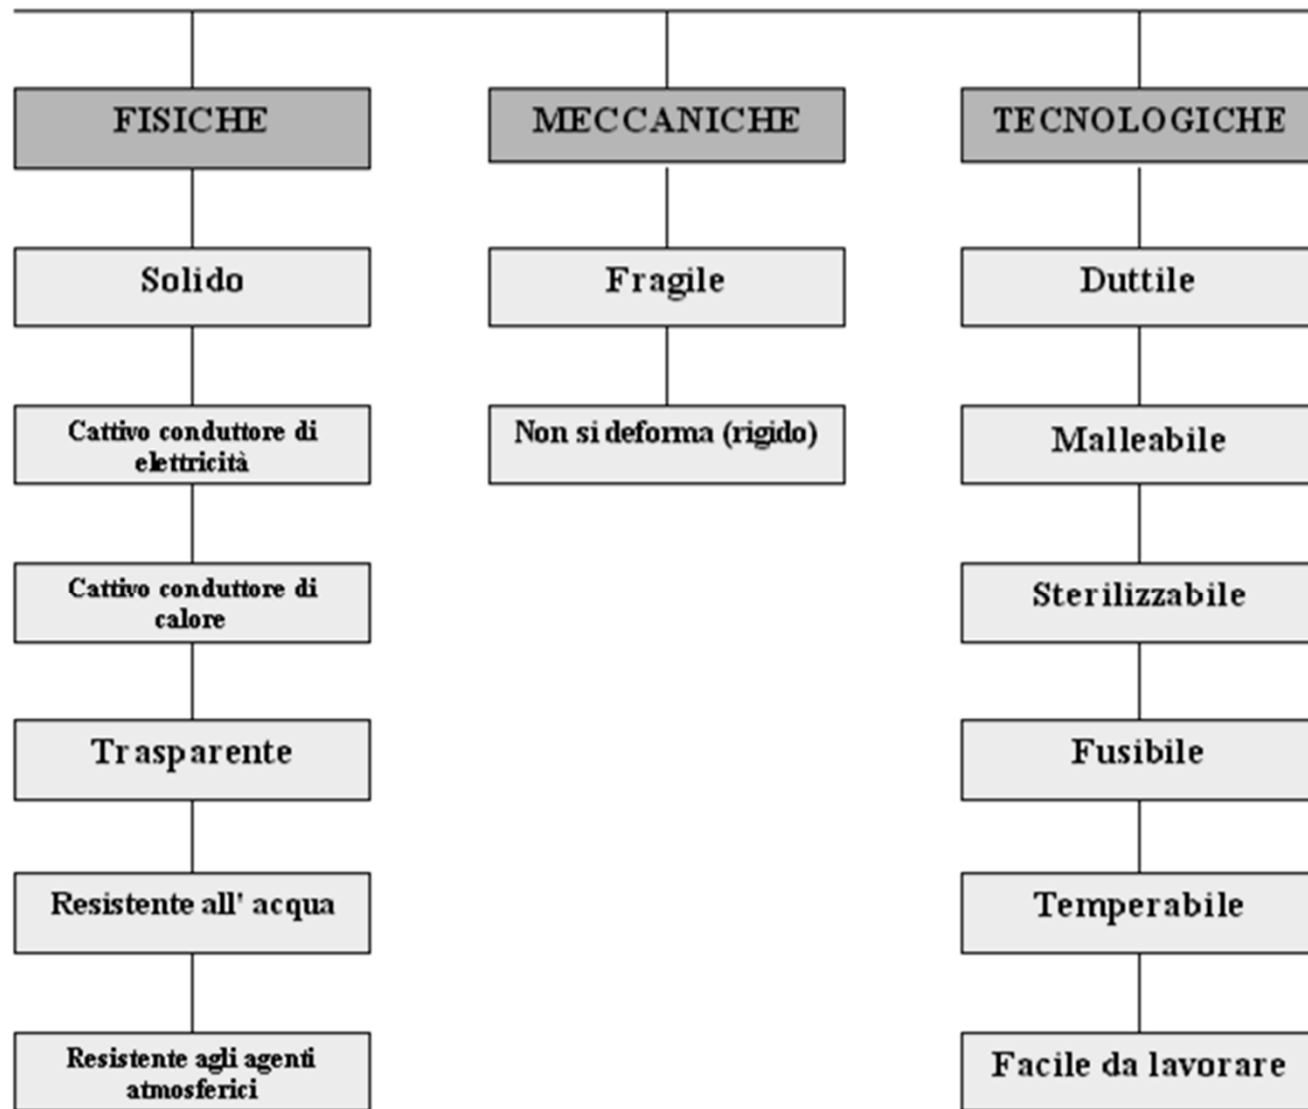 FISICHE
MECCANICHE
TECNOLOGICHE
Solido
Fragile
Duttile
Cattivo conduttore di
elettricità
Non si deforma (rigido)
Malleabile
Cattivo conduttore di
calore
Sterilizzabile
Trasparente
Fusibile
Resistente all' acqua
Temperabile
Resistente agli agenti
atmosferici
Facile da lavorare